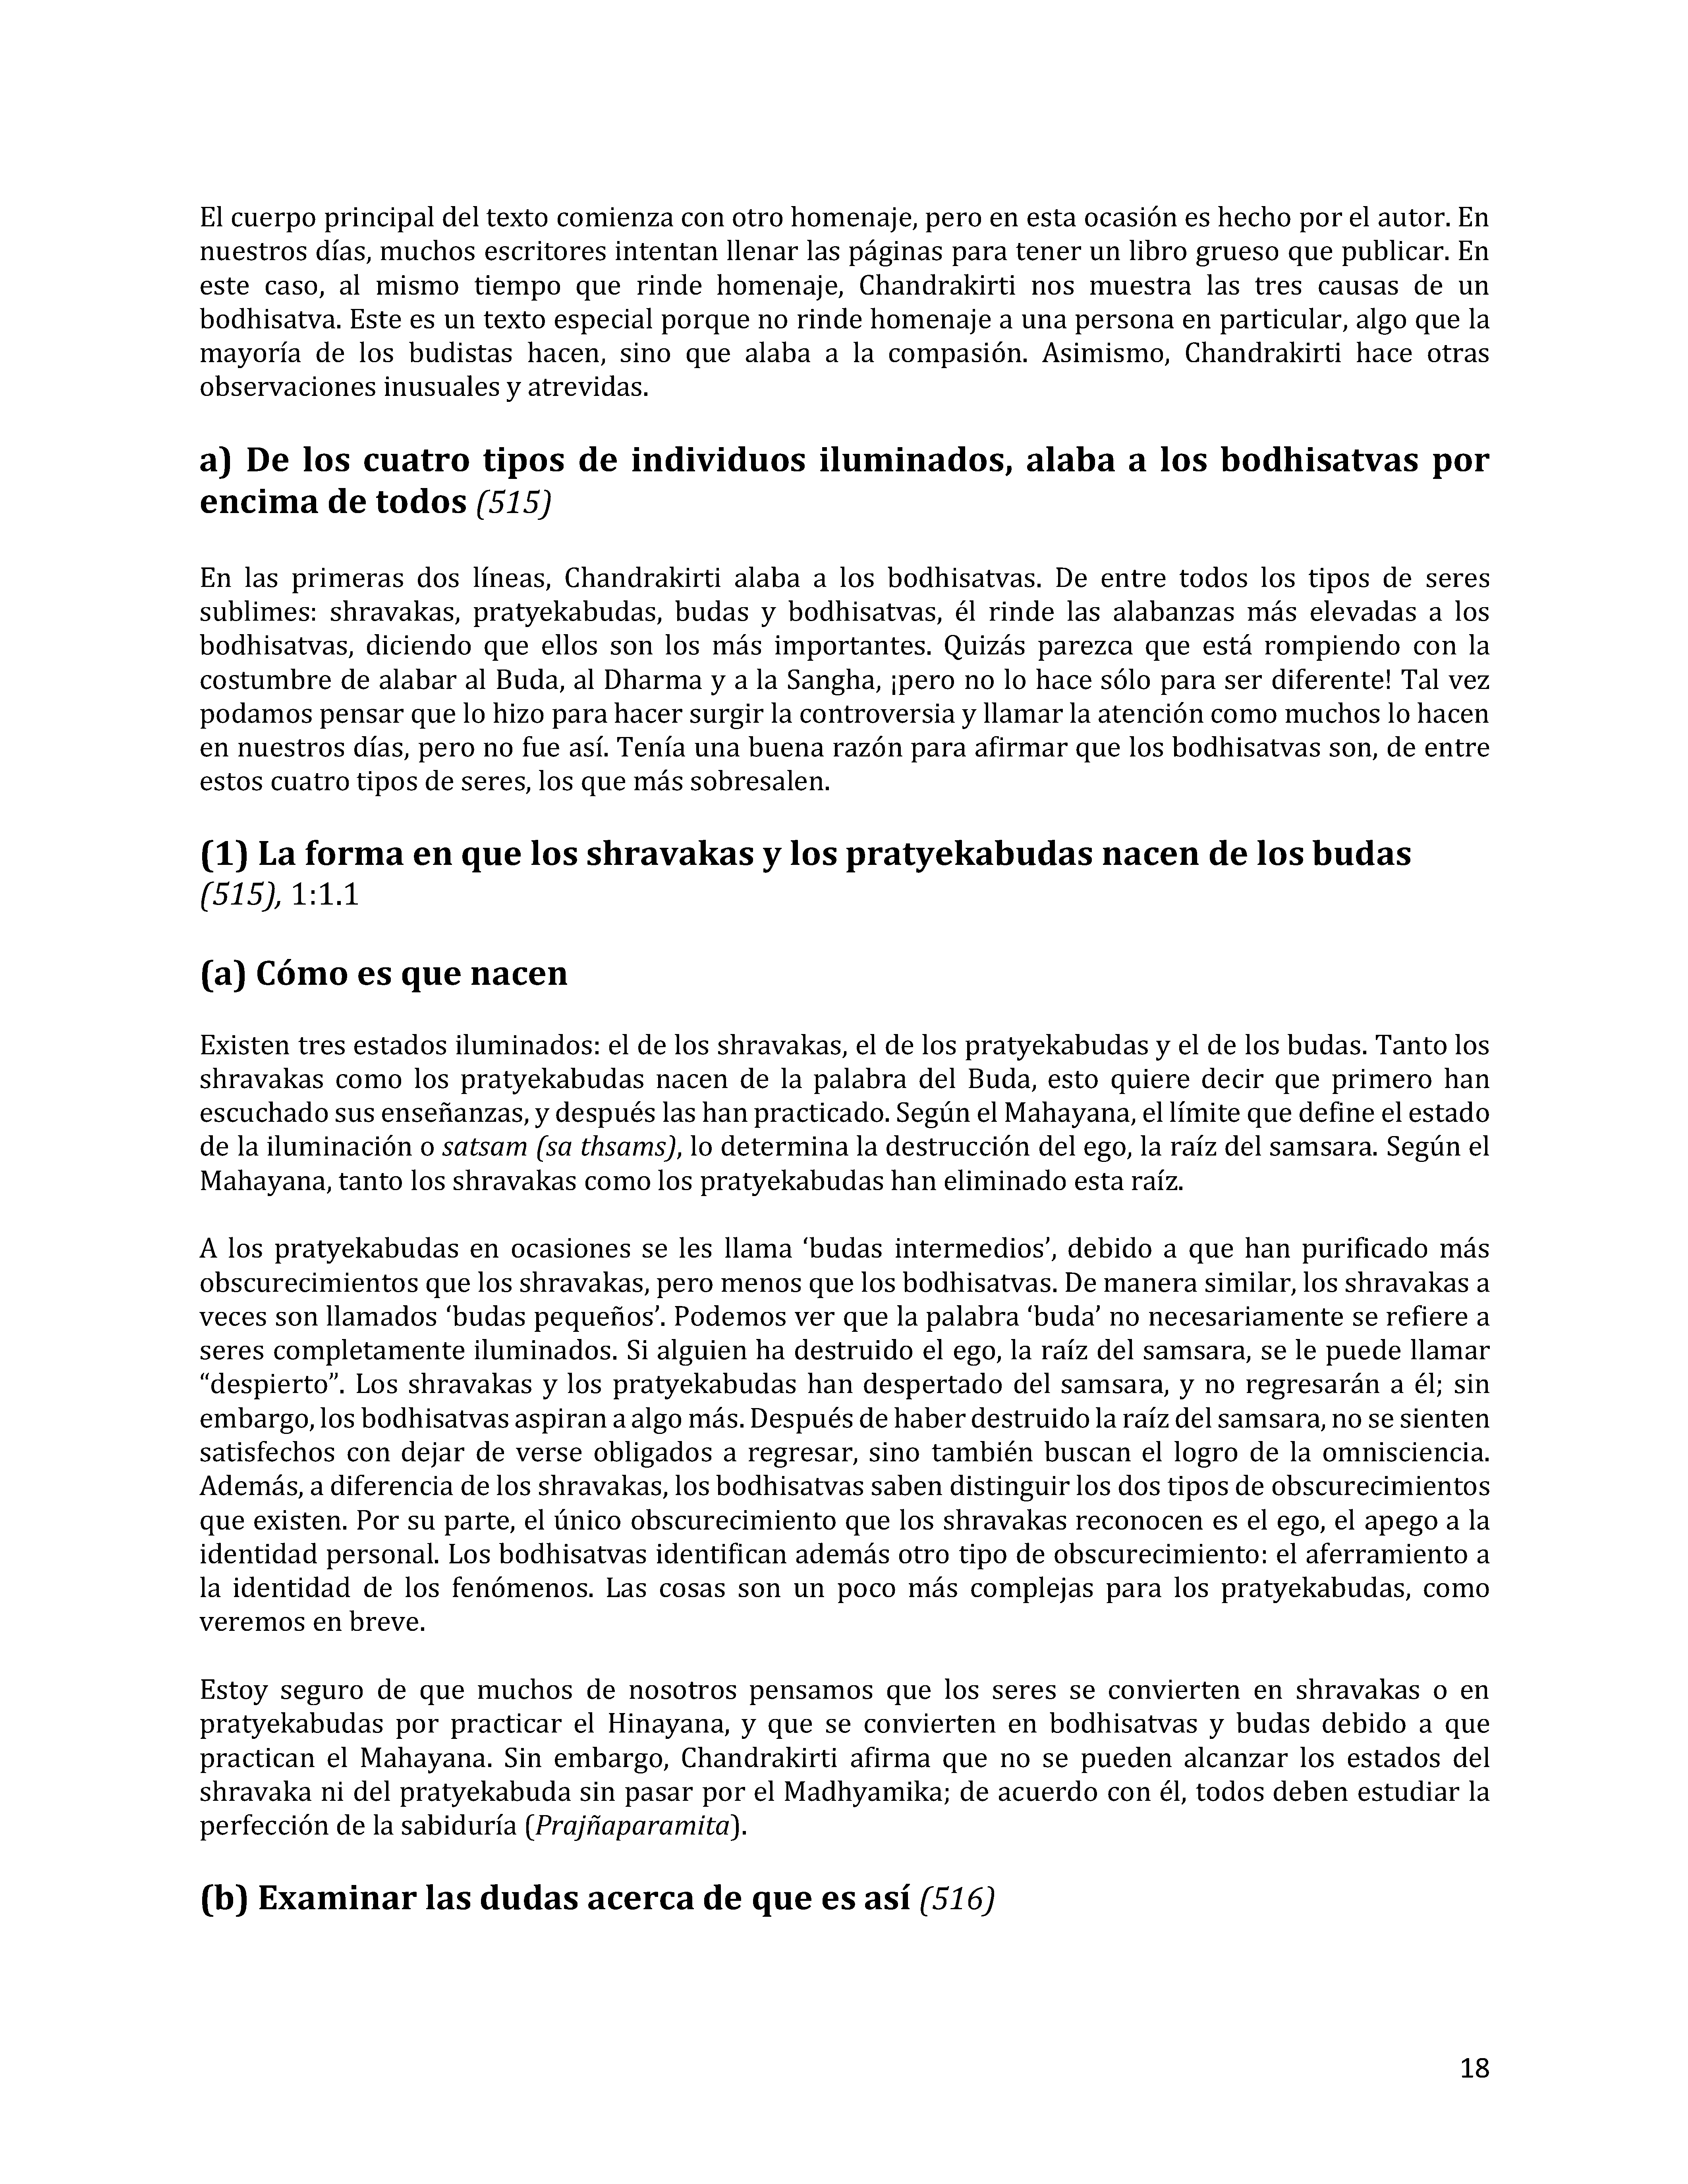 El cuerpo principal del texto comienza con otro homenaje, pero en esta ocasión es hecho por el autor. En
nuestros días, muchos escritores intentan llenar las páginas para tener un libro grueso que publicar. En
este caso, al mismo tiempo que rinde homenaje, Chandrakirti nos muestra las tres causas de un
bodhisatva. Este es un texto especial porque no rinde homenaje a una persona en particular, algo que la
mayoría de los budistas hacen, sino que alaba a la compasión. Asimismo, Chandrakirti hace otras
observaciones inusuales y atrevidas.
a) De los cuatro tipos de individuos iluminados, alaba a los bodhisatvas por
encima de todos (515)
En las primeras dos líneas, Chandrakirti alaba a los bodhisatvas. De entre todos los tipos de seres
sublimes: shravakas, pratyekabudas, budas y bodhisatvas, él rinde las alabanzas más elevadas a los
bodhisatvas, diciendo que ellos son los más importantes. Quizás parezca que está rompiendo con la
costumbre de alabar al Buda, al Dharma y a la Sangha, ¡pero no lo hace sólo para ser diferente! Tal vez
podamos pensar que lo hizo para hacer surgir la controversia y llamar la atención como muchos lo hacen
en nuestros días, pero no fue así. Tenía una buena razón para afirmar que los bodhisatvas son, de entre
estos cuatro tipos de seres, los que más sobresalen.
(1) La forma en que los shravakas y los pratyekabudas nacen de los budas
(515), 1:1.1
(a) Cómo es que nacen
Existen tres estados iluminados: el de los shravakas, el de los pratyekabudas y el de los budas. Tanto los
shravakas como los pratyekabudas nacen de la palabra del Buda, esto quiere decir que primero han
escuchado sus enseñanzas, y después las han practicado. Según el Mahayana, el límite que define el estado
de la iluminación o satsam (sa thsams), lo determina la destrucción del ego, la raíz del samsara. Según el
Mahayana, tanto los shravakas como los pratyekabudas han eliminado esta raíz.
A los pratyekabudas en ocasiones se les llama ‘budas intermedios’, debido a que han purificado más
obscurecimientos que los shravakas, pero menos que los bodhisatvas. De manera similar, los shravakas a
veces son llamados ‘budas pequeños’. Podemos ver que la palabra ‘buda’ no necesariamente se refiere a
seres completamente iluminados. Si alguien ha destruido el ego, la raíz del samsara, se le puede llamar
“despierto”. Los shravakas y los pratyekabudas han despertado del samsara, y no regresarán a él; sin
embargo, los bodhisatvas aspiran a algo más. Después de haber destruido la raíz del samsara, no se sienten
satisfechos con dejar de verse obligados a regresar, sino también buscan el logro de la omnisciencia.
Además, a diferencia de los shravakas, los bodhisatvas saben distinguir los dos tipos de obscurecimientos
que existen. Por su parte, el único obscurecimiento que los shravakas reconocen es el ego, el apego a la
identidad personal. Los bodhisatvas identifican además otro tipo de obscurecimiento: el aferramiento a
la identidad de los fenómenos. Las cosas son un poco más complejas para los pratyekabudas, como
veremos en breve.
Estoy seguro de que muchos de nosotros pensamos que los seres se convierten en shravakas o en
pratyekabudas por practicar el Hinayana, y que se convierten en bodhisatvas y budas debido a que
practican el Mahayana. Sin embargo, Chandrakirti afirma que no se pueden alcanzar los estados del
shravaka ni del pratyekabuda sin pasar por el Madhyamika; de acuerdo con él, todos deben estudiar la
perfección de la sabiduría (Prajñaparamita).
(b) Examinar las dudas acerca de que es así (516)
18